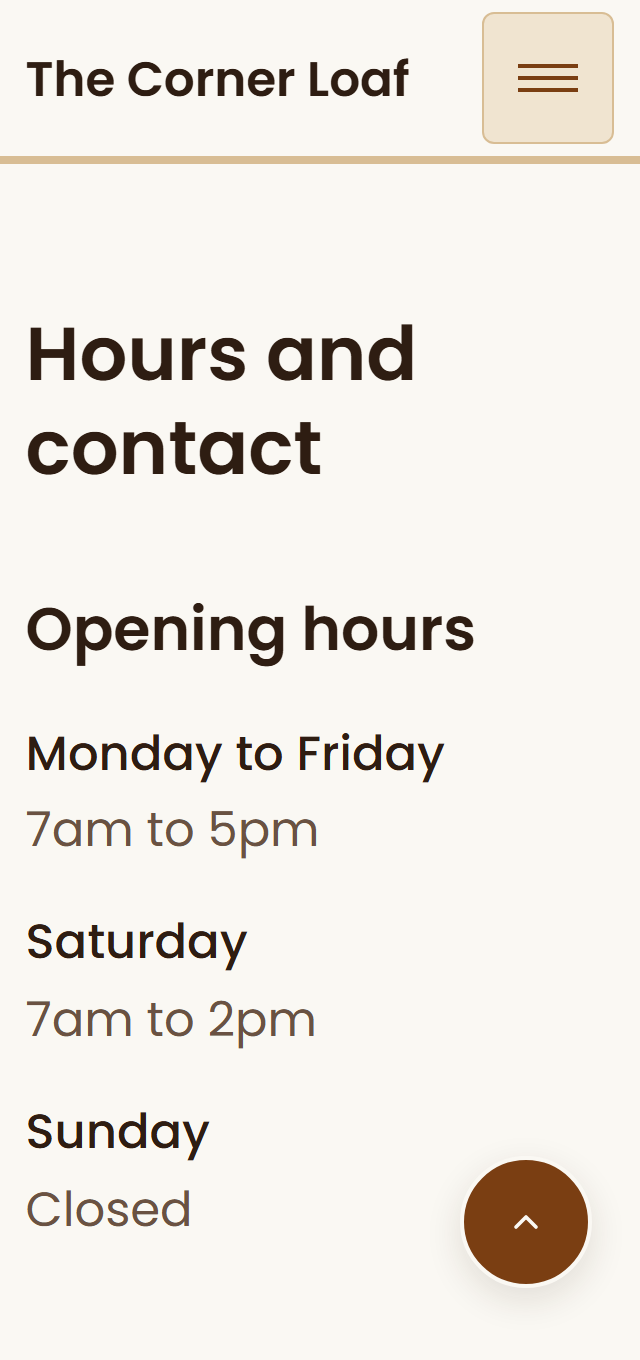 The Corner Loaf
Hours and
contact
Opening hours
Monday to Friday
7am to 5pm
Saturday
7am to 2pm
Sunday
Closed